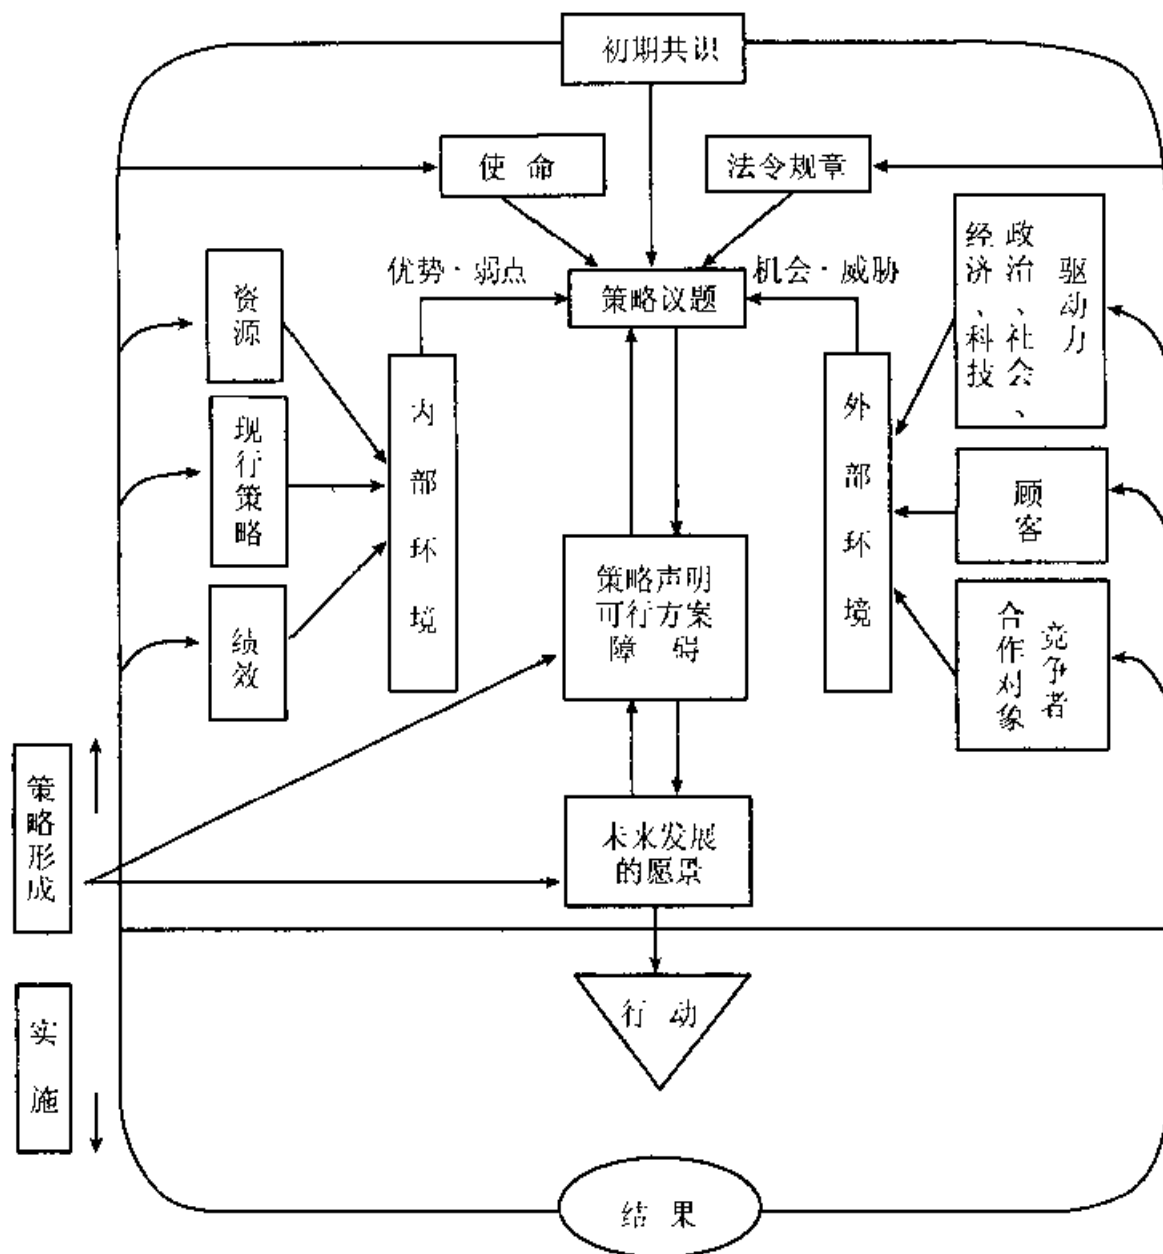 初期共识
使命
法令规章
优势·弱点
机会·威胁
策略议题
资源
现行策略
绩效
内部环境
外部环境
驱动力
政治、社会、
经济、科技
顾客
竞争者
合作对象
策略声明
可行方案
障碍
未来发展
的愿景
策略形成
实施
行动
结果